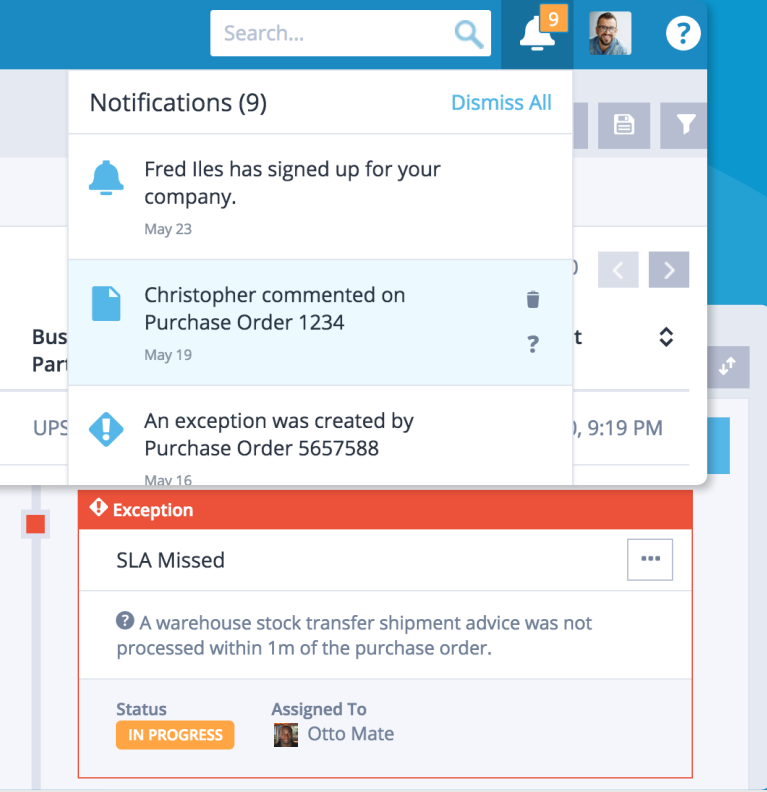 Search...
9
?
Notifications (9)
Dismiss All
Fred Iles has signed up for your
company.
May 23
Christopher commented on
Purchase Order 1234
May 19
?
Bus
Part
t
An exception was created by
Purchase Order 5657588
May 16
UPS
, 9:19 PM
Exception
SLA Missed
...
? A warehouse stock transfer shipment advice was not
processed within 1m of the purchase order.
Status
Assigned To
IN PROGRESS
Otto Mate